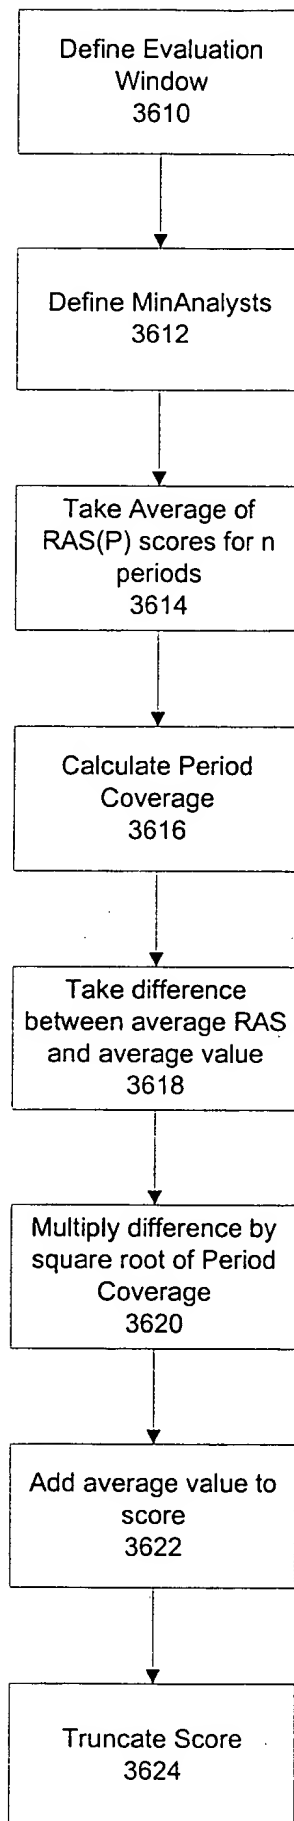 Define Evaluation
Window
3610
Define MinAnalysts
3612
Take Average of
RAS(P) scores for n
periods
3614
Calculate Period
Coverage
3616
Take difference
between average RAS
and average value
3618
Multiply difference by
square root of Period
Coverage
3620
Add average value to
score
3622
Truncate Score
3624